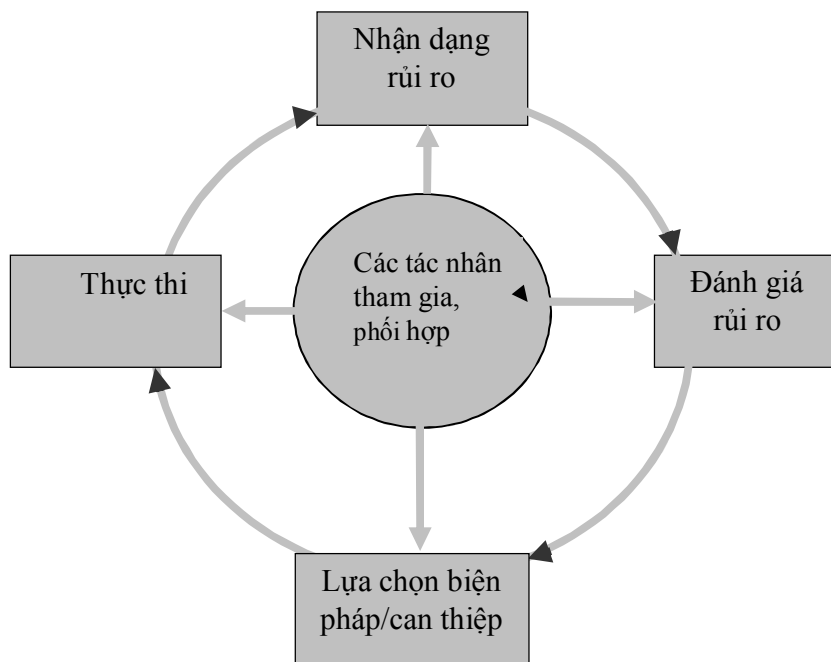 Nhận dạng
rủi ro
Thực thi
Các tác nhân
tham gia,
phối hợp
Đánh giá
rủi ro
Lựa chọn biện
pháp/can thiệp